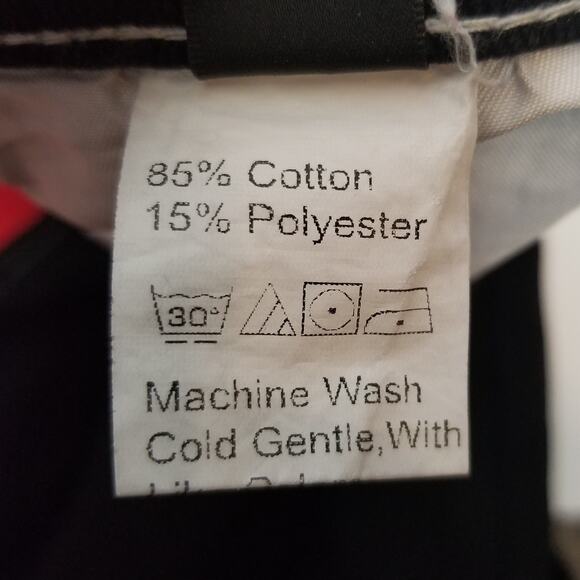 85% Cotton
15% Polyester
30°
Machine Wash
Cold Gentle,With